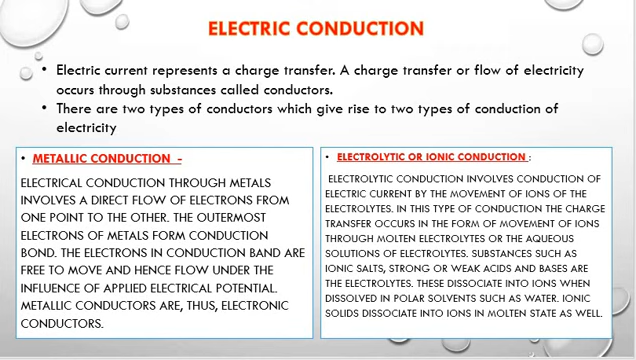 ELECTRIC CONDUCTION
• Electric current represents a charge transfer. A charge transfer or flow of electricity
occurs through substances called conductors.
• There are two types of conductors which give rise to two types of conduction of
electricity
• METALLIC CONDUCTION -
ELECTRICAL CONDUCTION THROUGH METALS
INVOLVES A DIRECT FLOW OF ELECTRONS FROM
ONE POINT TO THE OTHER. THE OUTERMOST
ELECTRONS OF METALS FORM CONDUCTION
BOND. THE ELECTRONS IN CONDUCTION BAND ARE
FREE TO MOVE AND HENCE FLOW UNDER THE
INFLUENCE OF APPLIED ELECTRICAL POTENTIAL.
METALLIC CONDUCTORS ARE, THUS, ELECTRONIC
CONDUCTORS.
• ELECTROLYTIC OR IONIC CONDUCTION :
ELECTROLYTIC CONDUCTION INVOLVES CONDUCTION OF
ELECTRIC CURRENT BY THE MOVEMENT OF IONS OF THE
ELECTROLYTES. IN THIS TYPE OF CONDUCTION THE CHARGE
TRANSFER OCCURS IN THE FORM OF MOVEMENT OF IONS
THROUGH MOLTEN ELECTROLYTES OR THE AQUEOUS
SOLUTIONS OF ELECTROLYTES. SUBSTANCES SUCH AS
IONIC SALTS, STRONG OR WEAK ACIDS AND BASES ARE
THE ELECTROLYTES. THESE DISSOCIATE INTO IONS WHEN
DISSOLVED IN POLAR SOLVENTS SUCH AS WATER. IONIC
SOLIDS DISSOCIATE INTO IONS IN MOLTEN STATE AS WELL.